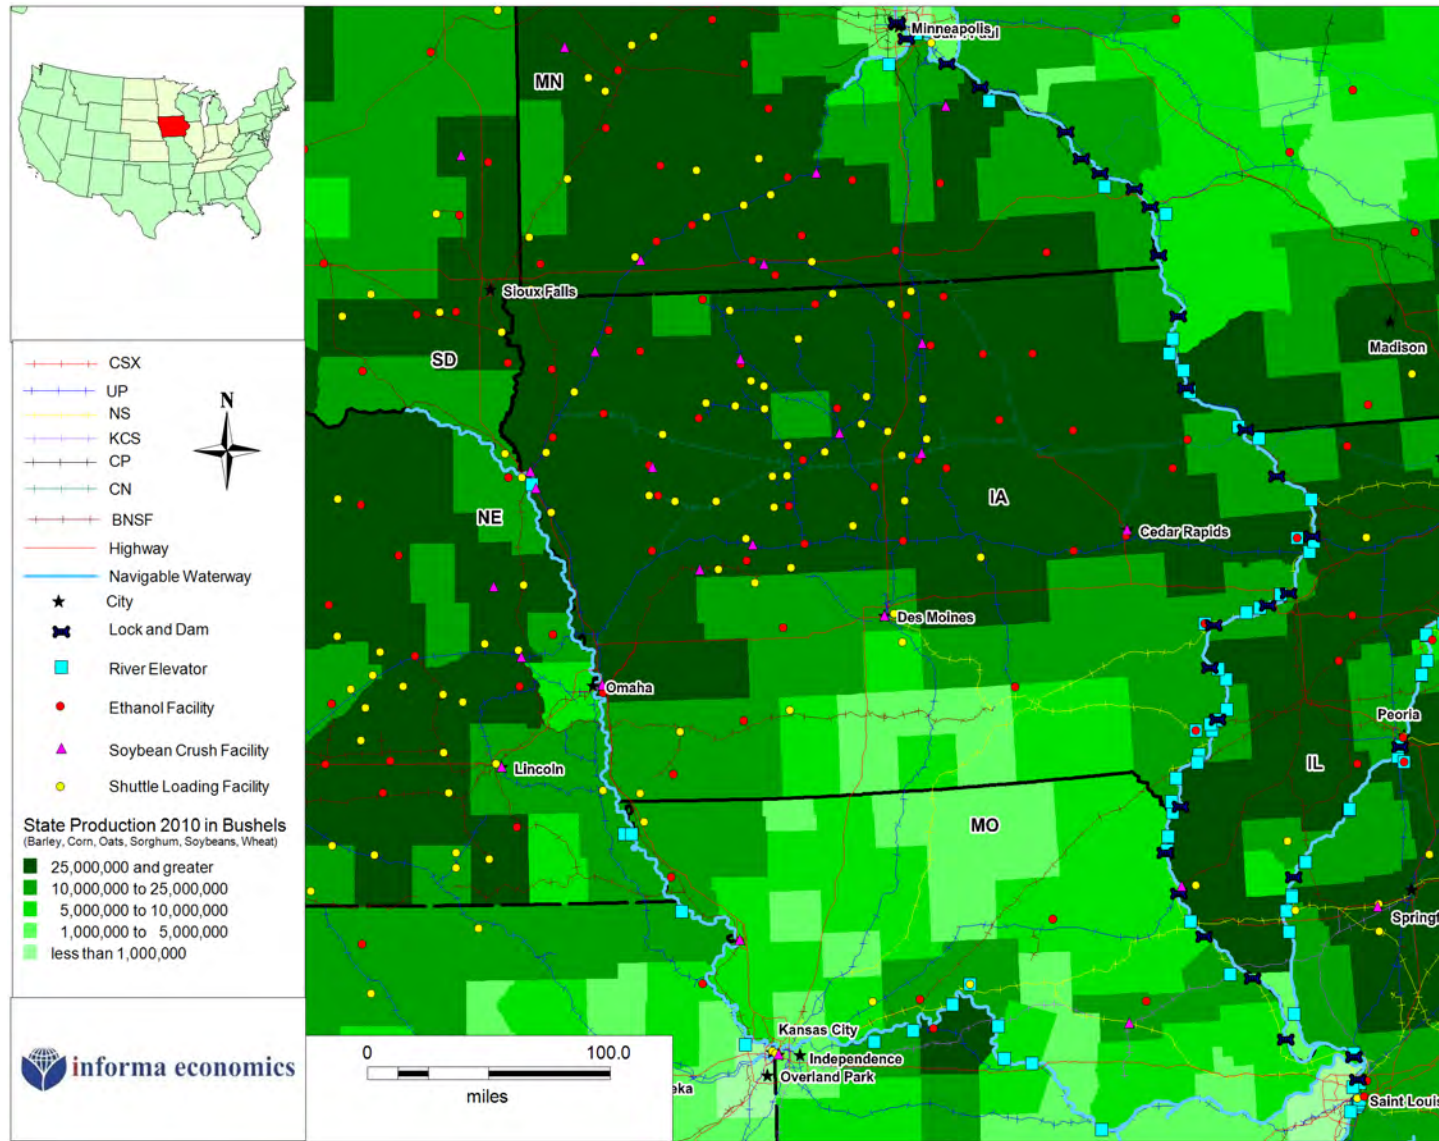 Minneapolis
MN
Sioux Falls
SD
Madison
NE
IA
Cedar Rapids
Des Moines
Omaha
Peoria
Lincoln
IL
MO
Springf
Kansas City
Independence
Overland Park
eka
Saint Louis
N
CSX
UP
NS
KCS
CP
CN
BNSF
Highway
Navigable Waterway
City
Lock and Dam
River Elevator
Ethanol Facility
Soybean Crush Facility
Shuttle Loading Facility
State Production 2010 in Bushels
(Barley, Corn, Oats, Sorghum, Soybeans, Wheat)
25,000,000 and greater
10,000,000 to 25,000,000
5,000,000 to 10,000,000
1,000,000 to 5,000,000
less than 1,000,000
informa economics
0 100.0
miles